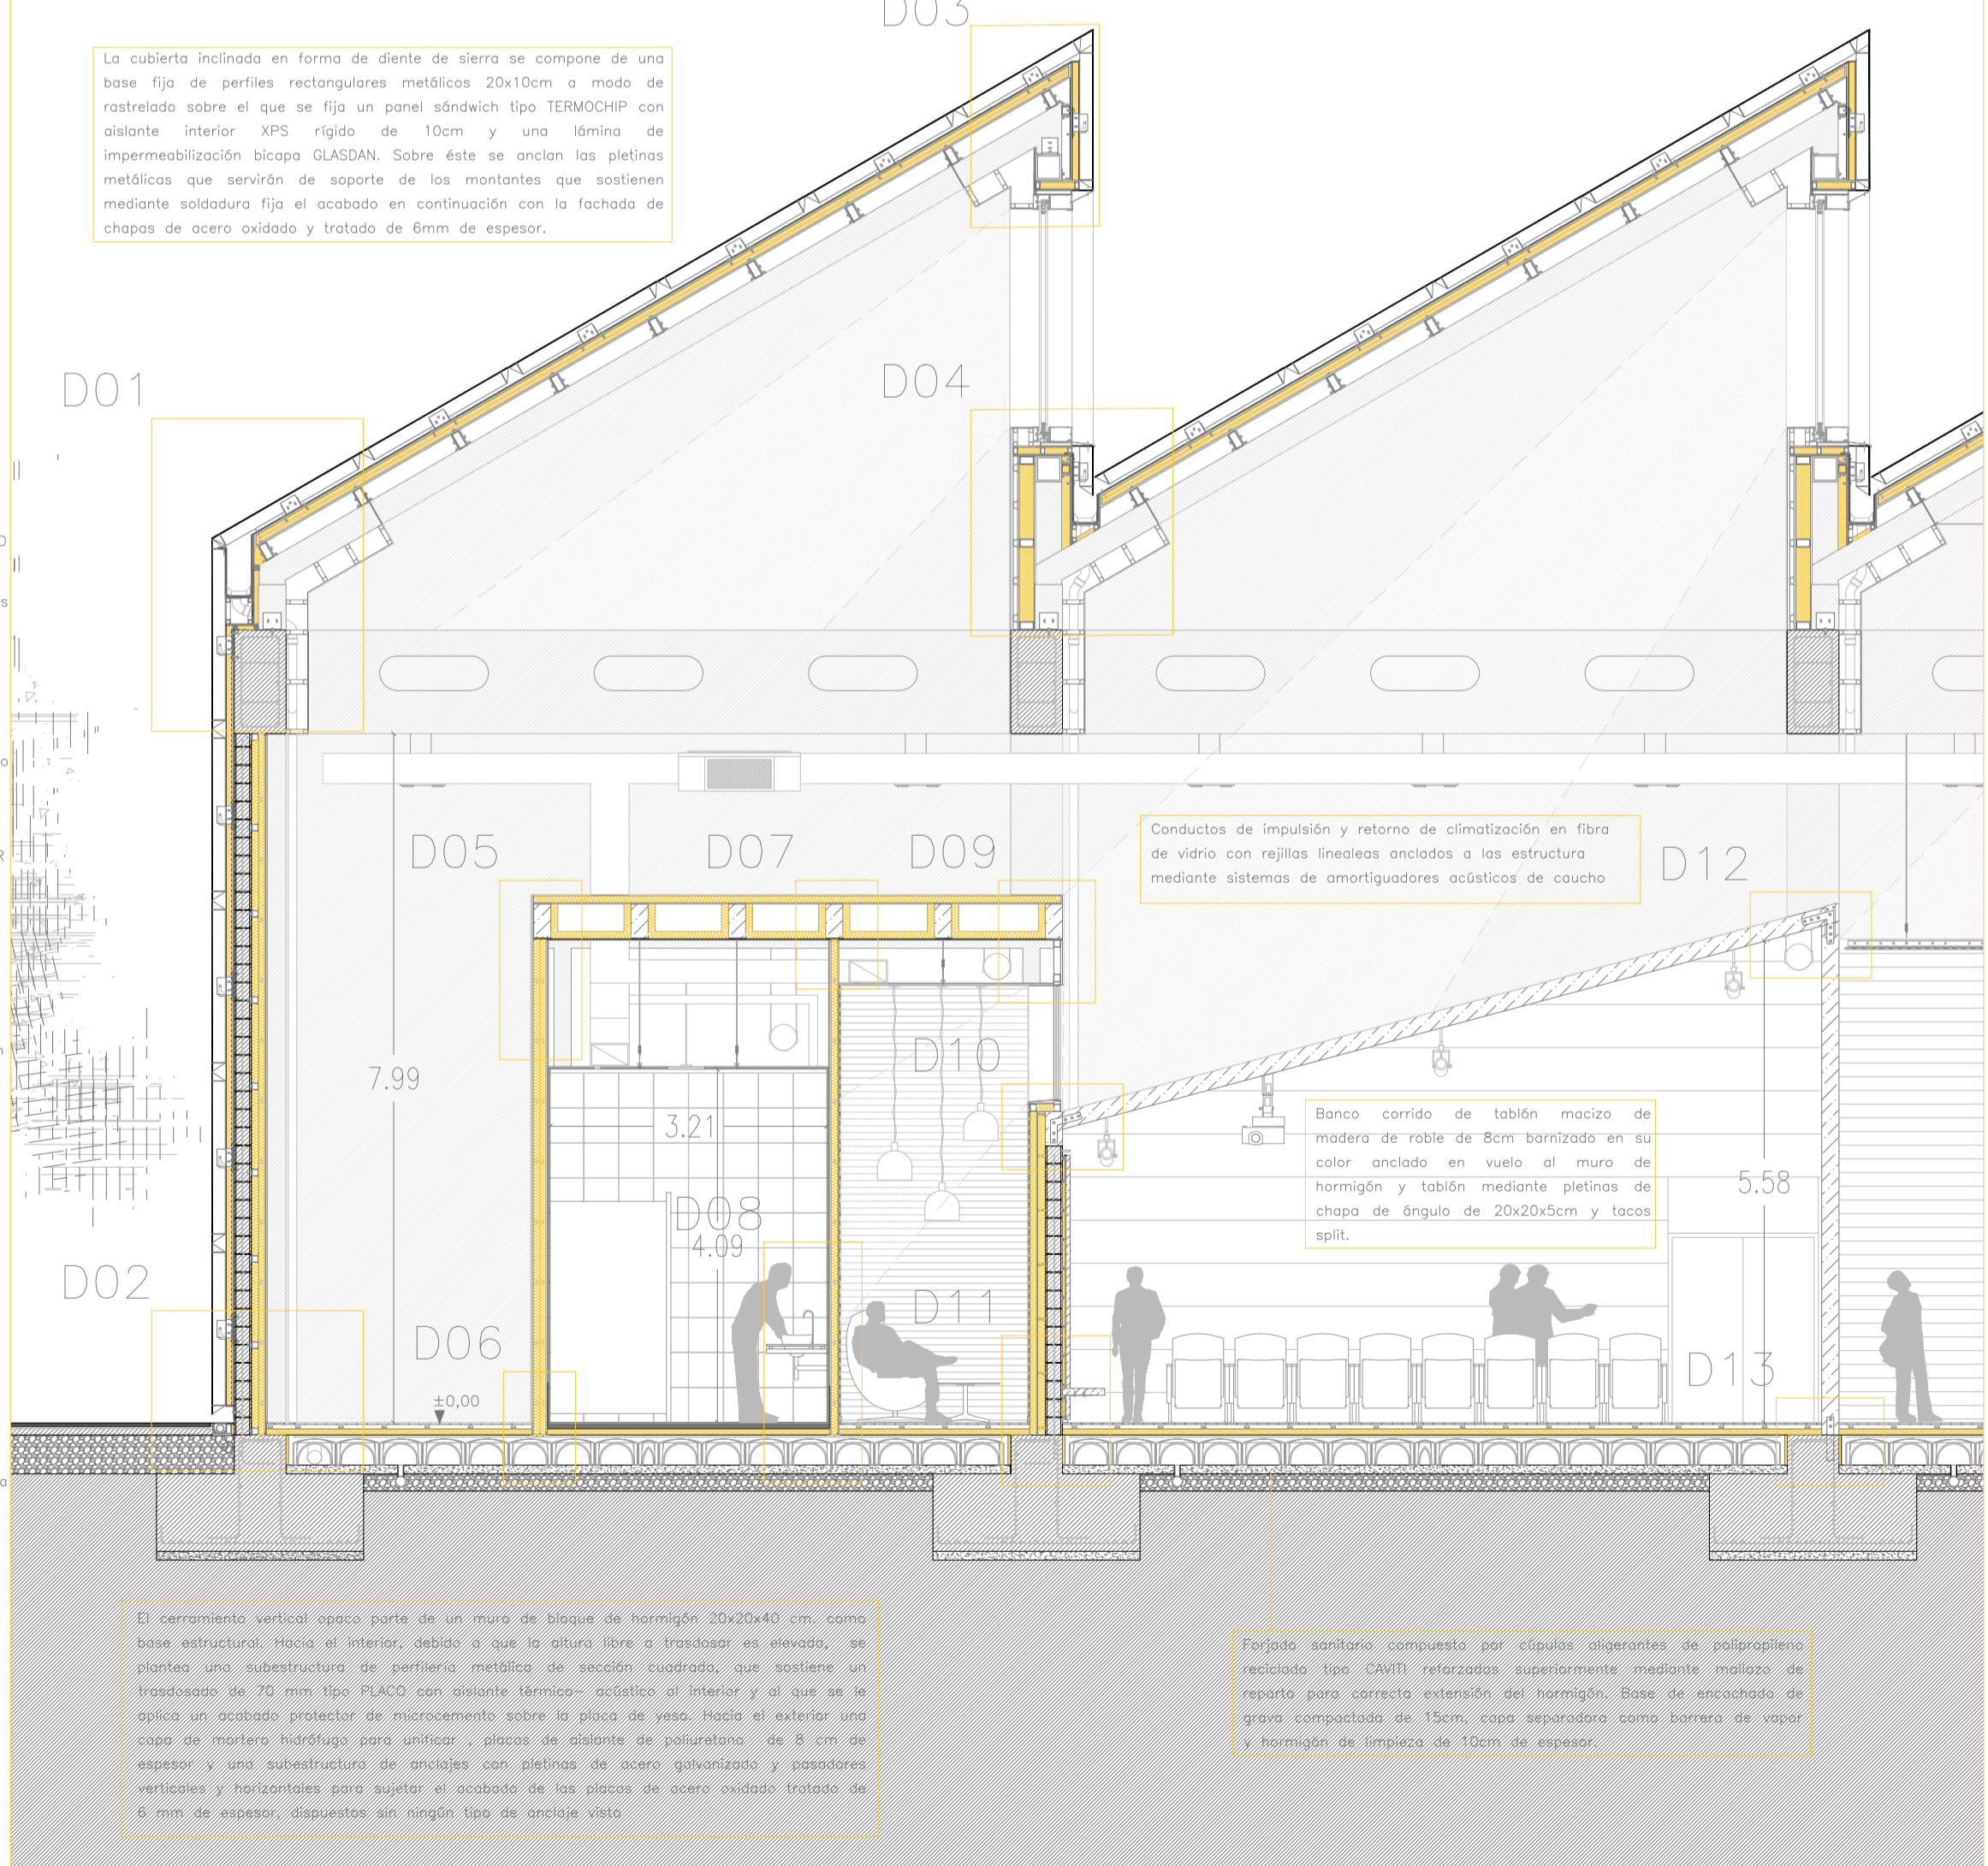 D03
La cubierta inclinada en forma de diente de sierra se compone de una
base fija de perfiles rectangulares metálicos 20x10cm a modo de
rastrelado sobre el que se fija un panel sándwich tipo TERMOCHIP con
aislante interior XPS rígido de 10cm y una lámina de
impermeabilización bicapa GLASDAN. Sobre éste se anclan las pletinas
metálicas que servirán de soporte de los montantes que sostienen
mediante soldadura fija el acabado en continuación con la fachada de
chapas de acero oxidado y tratado de 6mm de espesor.
D01
D04
D05
D07
D09
Conductos de impulsión y retorno de climatización en fibra
de vidrio con rejillas linealeas anclados a las estructura
mediante sistemas de amortiguadores acústicos de caucho
D12
D10
7.99
3.21
Banco corrido de tablón macizo de
madera de roble de 8cm barnizado en su
color anclado en vuelo al muro de
hormigón y tablón mediante pletinas de
chapa de ángulo de 20x20x5cm y tacos
split.
5.58
D08
4.09
D02
D11
D06
D13
±0,00
El cerramiento vertical opaco parte de un muro de bloque de hormigón 20x20x40 cm. como
base estructural. Hacia el interior, debido a que la altura libre a trasdosar es elevada, se
plantea una subestructura de perfilería metálica de sección cuadrada, que sostiene un
trasdosado de 70 mm tipo PLACO con aislante térmico- acústico al interior y al que se le
aplica un acabado protector de microcemento sobre la placa de yeso. Hacia el exterior una
capa de mortero hidrófugo para unificar , placas de aislante de poliuretano de 8 cm de
espesor y una subestructura de anclajes con pletinas de acero galvanizado y pasadores
verticales y horizontales para sujetar el acabado de las placas de acero oxidado tratado de
6 mm de espesor, dispuestos sin ningún tipo de anclaje visto
Forjado sanitario compuesto por cúpulas aligerantes de polipropileno
reciclado tipo CAVITI reforzados superiormente mediante mallazo de
reparto para correcta extensión del hormigón. Base de encachado de
grava compactada de 15cm, capa separadora como barrera de vapor
y hormigón de limpieza de 10cm de espesor.